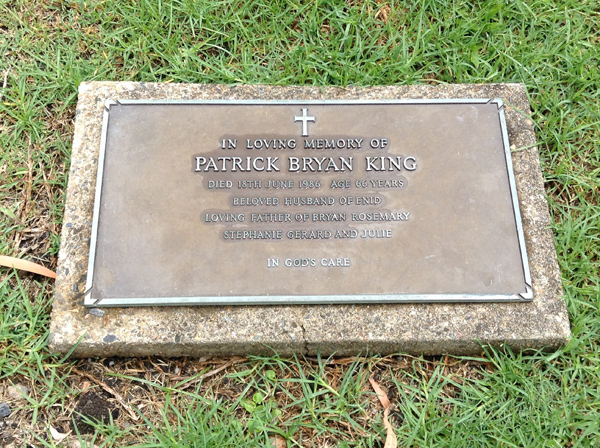 IN LOVING MEMORY OF
PATRICK BRYAN KING
DIED 18TH JUNE 1986 AGE 66 YEARS
BELOVED HUSBAND OF ENID
LOVING FATHER OF BRYAN ROSEMARY
STEPHANIE GERARD AND JULIE
IN GOD'S CARE